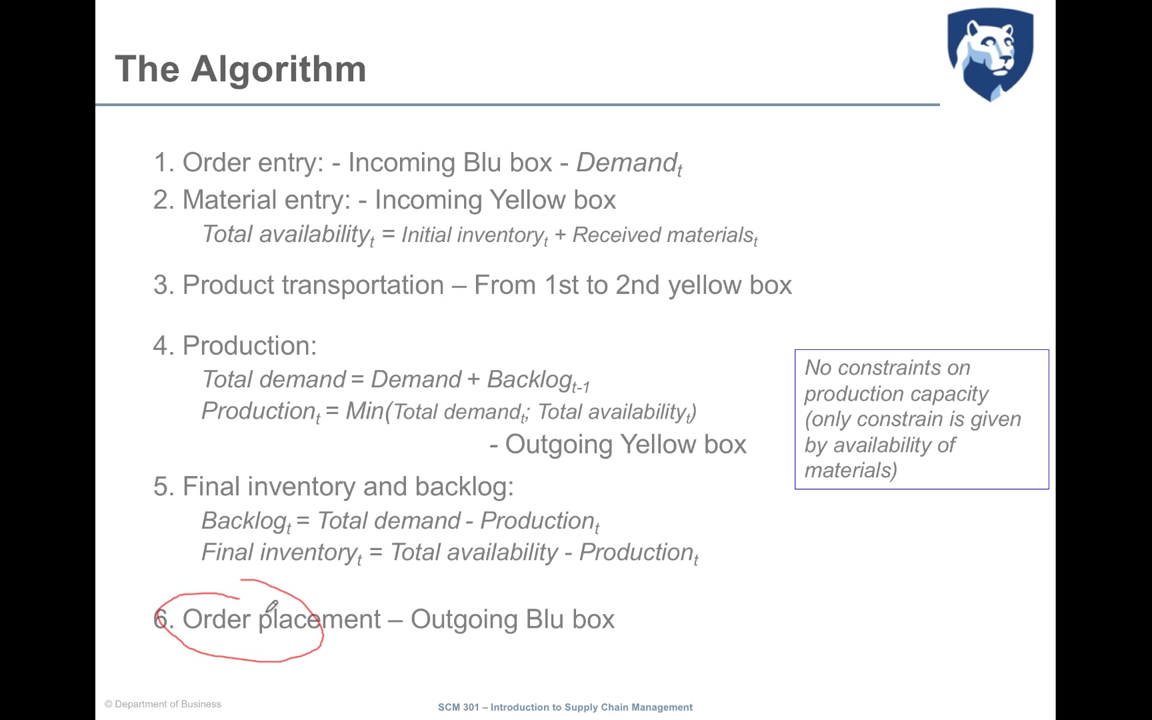 The Algorithm
1. Order entry: - Incoming Blu box - Demandt
2. Material entry: - Incoming Yellow box
Total availabilityt = Initial inventoryt + Received materialst
3. Product transportation – From 1st to 2nd yellow box
4. Production:
Total demand = Demand + Backlogt-1
Productiont = Min(Total demandt; Total availabilityt)
- Outgoing Yellow box
No constraints on
production capacity
(only constrain is given
by availability of
materials)
5. Final inventory and backlog:
Backlogt = Total demand - Productiont
Final inventoryt = Total availability - Productiont
6. Order placement – Outgoing Blu box
© Department of Business
SCM 301 – Introduction to Supply Chain Management